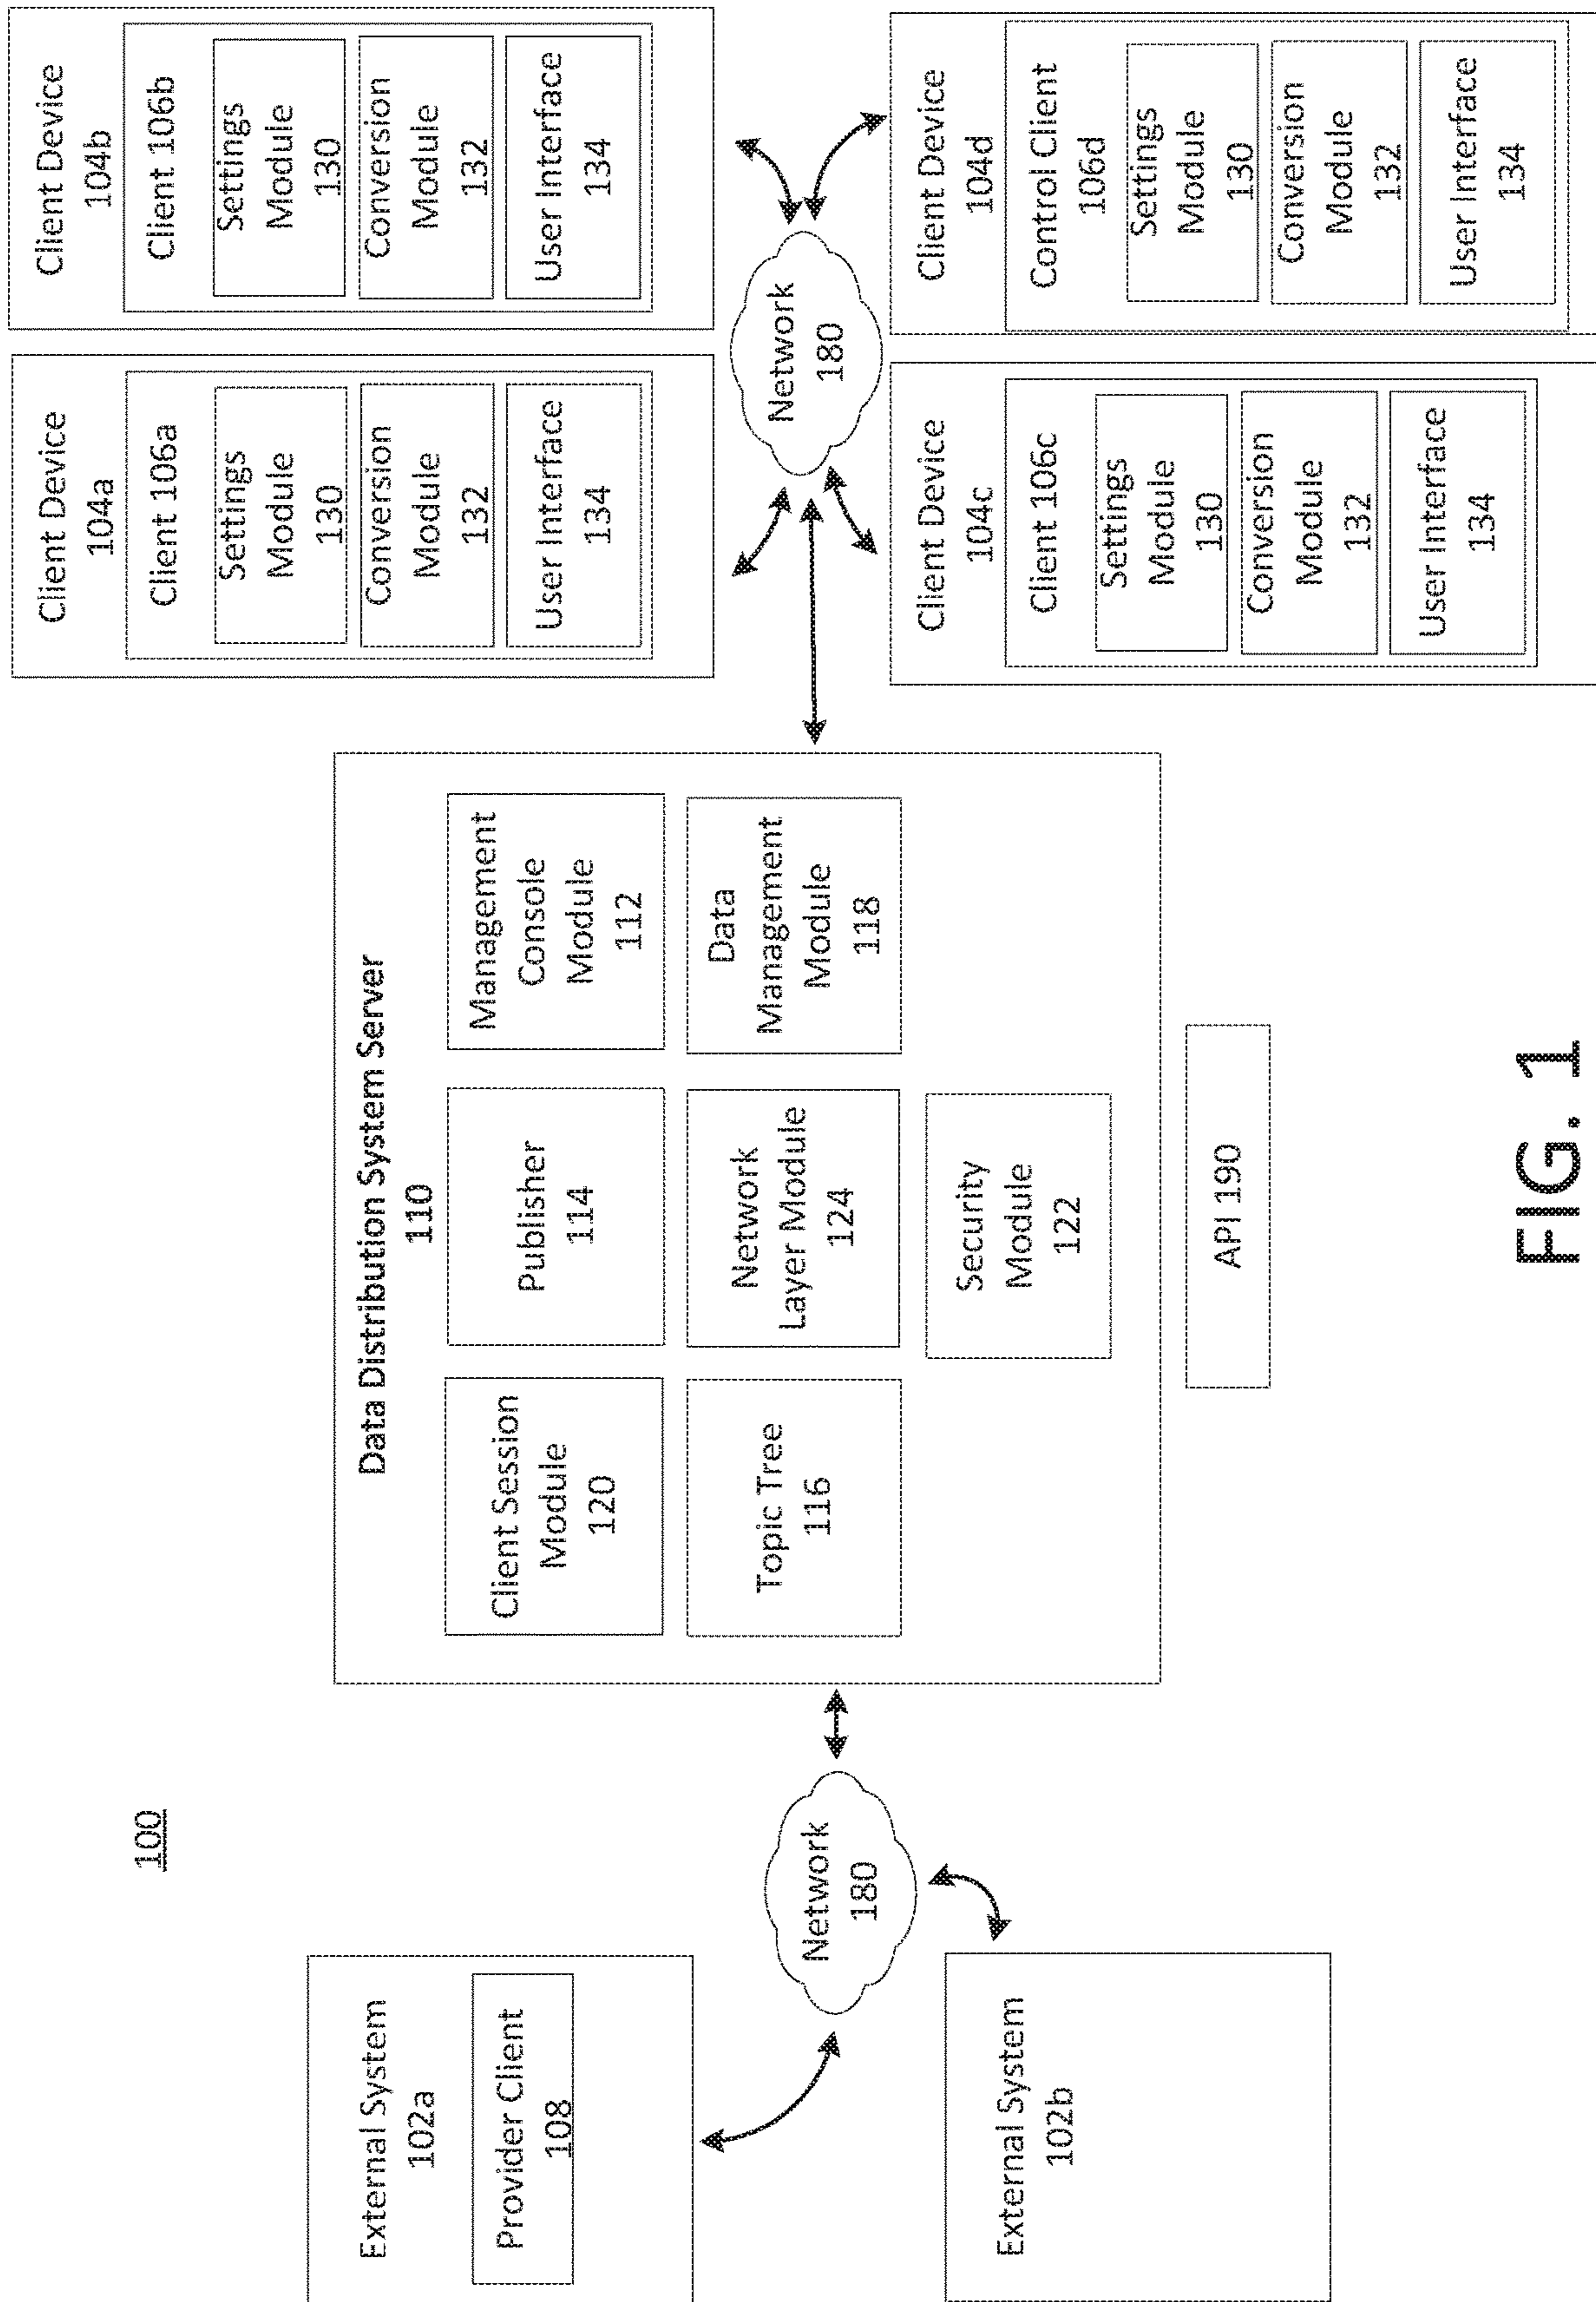 100
External System
102a
Provider Client
108
External System
102b
Network
180
Data Distribution System Server
110
Client Session
Module
120
Publisher
114
Management
Console
Module
112
Topic Tree
116
Network
Layer Module
124
Data
Management
Module
118
Security
Module
122
API 190
Network
180
Client Device
104a
Client 106a
Settings
Module
130
Conversion
Module
132
User Interface
134
Client Device
104b
Client 106b
Settings
Module
130
Conversion
Module
132
User Interface
134
Client Device
104c
Client 106c
Settings
Module
130
Conversion
Module
132
User Interface
134
Client Device
104d
Control Client
106d
Settings
Module
130
Conversion
Module
132
User Interface
134
FIG. 1